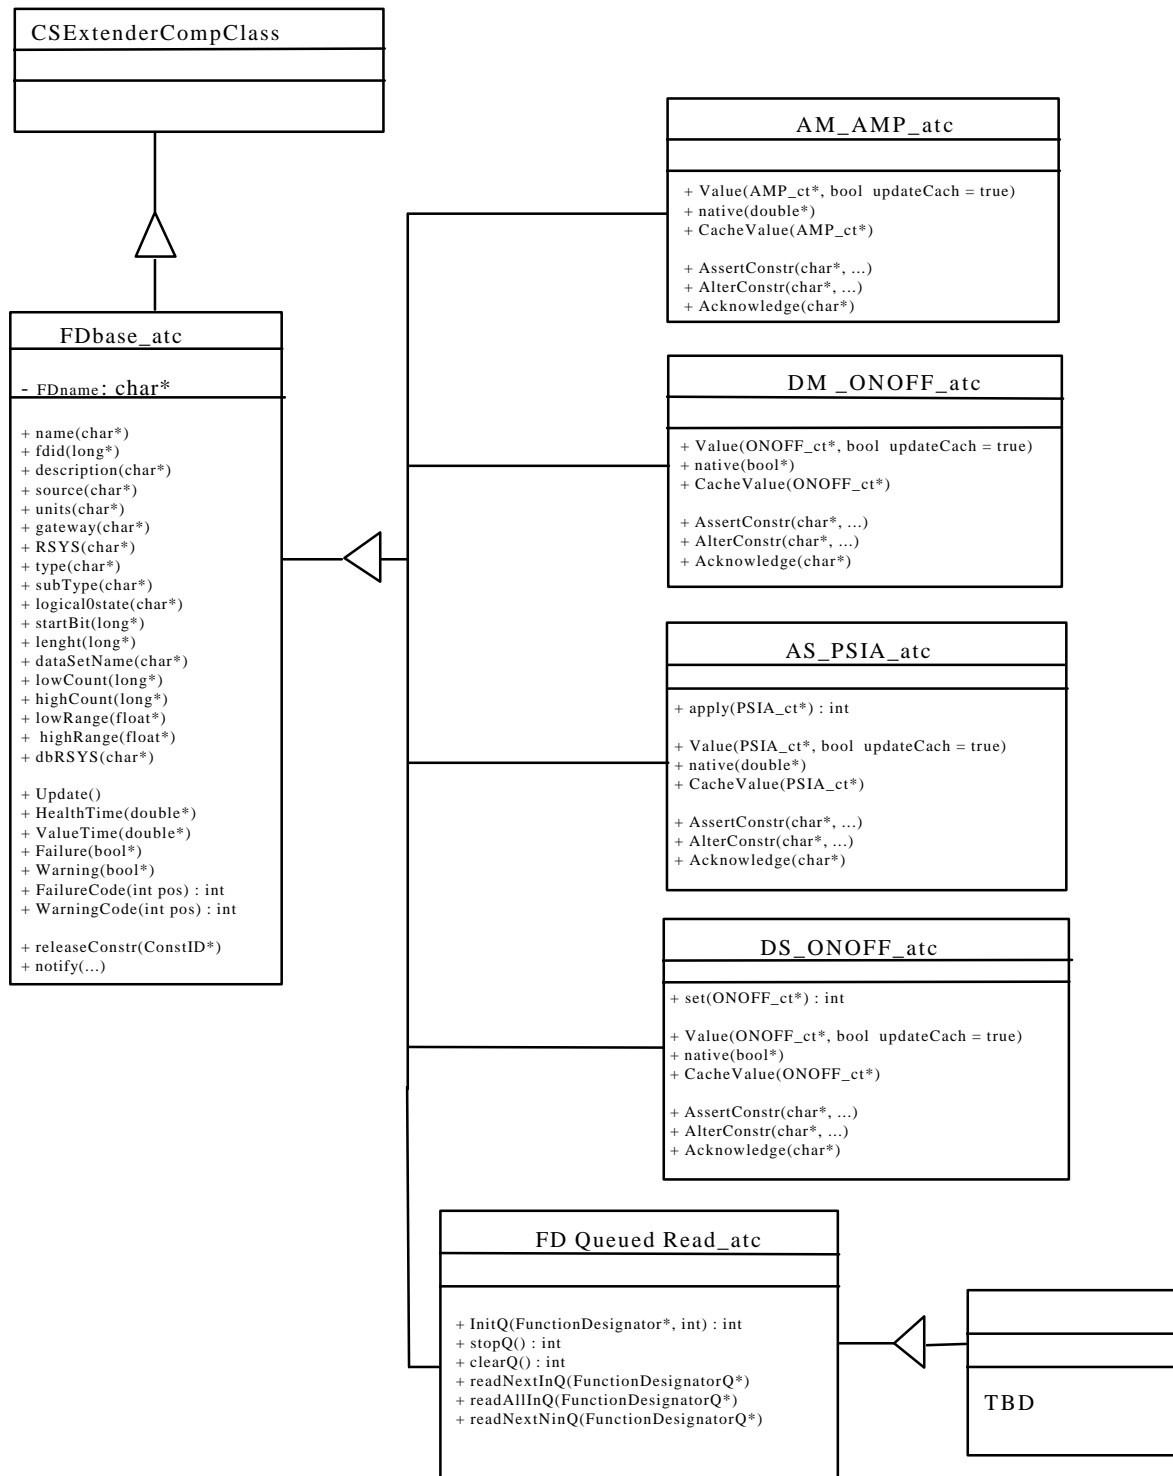 CSExtenderCompClass
FDbase_atc
- FDname: char*
+ name(char*)
+ fdid(long*)
+ description(char*)
+ source(char*)
+ units(char*)
+ gateway(char*)
+ RSYS(char*)
+ type(char*)
+ subType(char*)
+ logical0state(char*)
+ startBit(long*)
+ lenght(long*)
+ dataSetName(char*)
+ lowCount(long*)
+ highCount(long*)
+ lowRange(float*)
+ highRange(float*)
+ dbRSYS(char*)
+ Update()
+ HealthTime(double*)
+ ValueTime(double*)
+ Failure(bool*)
+ Warning(bool*)
+ FailureCode(int pos) : int
+ WarningCode(int pos) : int
+ releaseConstr(ConstID*)
+ notify(...)
AM_AMP_atc
+ Value(AMP_ct*, bool updateCach = true)
+ native(double*)
+ CacheValue(AMP_ct*)
+ AssertConstr(char*, ...)
+ AlterConstr(char*, ...)
+ Acknowledge(char*)
DM _ONOFF_atc
+ Value(ONOFF_ct*, bool updateCach = true)
+ native(bool*)
+ CacheValue(ONOFF_ct*)
+ AssertConstr(char*, ...)
+ AlterConstr(char*, ...)
+ Acknowledge(char*)
AS_PSIA_atc
+ apply(PSIA_ct*) : int
+ Value(PSIA_ct*, bool updateCach = true)
+ native(double*)
+ CacheValue(PSIA_ct*)
+ AssertConstr(char*, ...)
+ AlterConstr(char*, ...)
+ Acknowledge(char*)
DS_ONOFF_atc
+ set(ONOFF_ct*) : int
+ Value(ONOFF_ct*, bool updateCach = true)
+ native(bool*)
+ CacheValue(ONOFF_ct*)
+ AssertConstr(char*, ...)
+ AlterConstr(char*, ...)
+ Acknowledge(char*)
FD Queued Read_atc
+ InitQ(FunctionDesignator*, int) : int
+ stopQ() : int
+ clearQ() : int
+ readNextInQ(FunctionDesignatorQ*)
+ readAllInQ(FunctionDesignatorQ*)
+ readNextNinQ(FunctionDesignatorQ*)
TBD